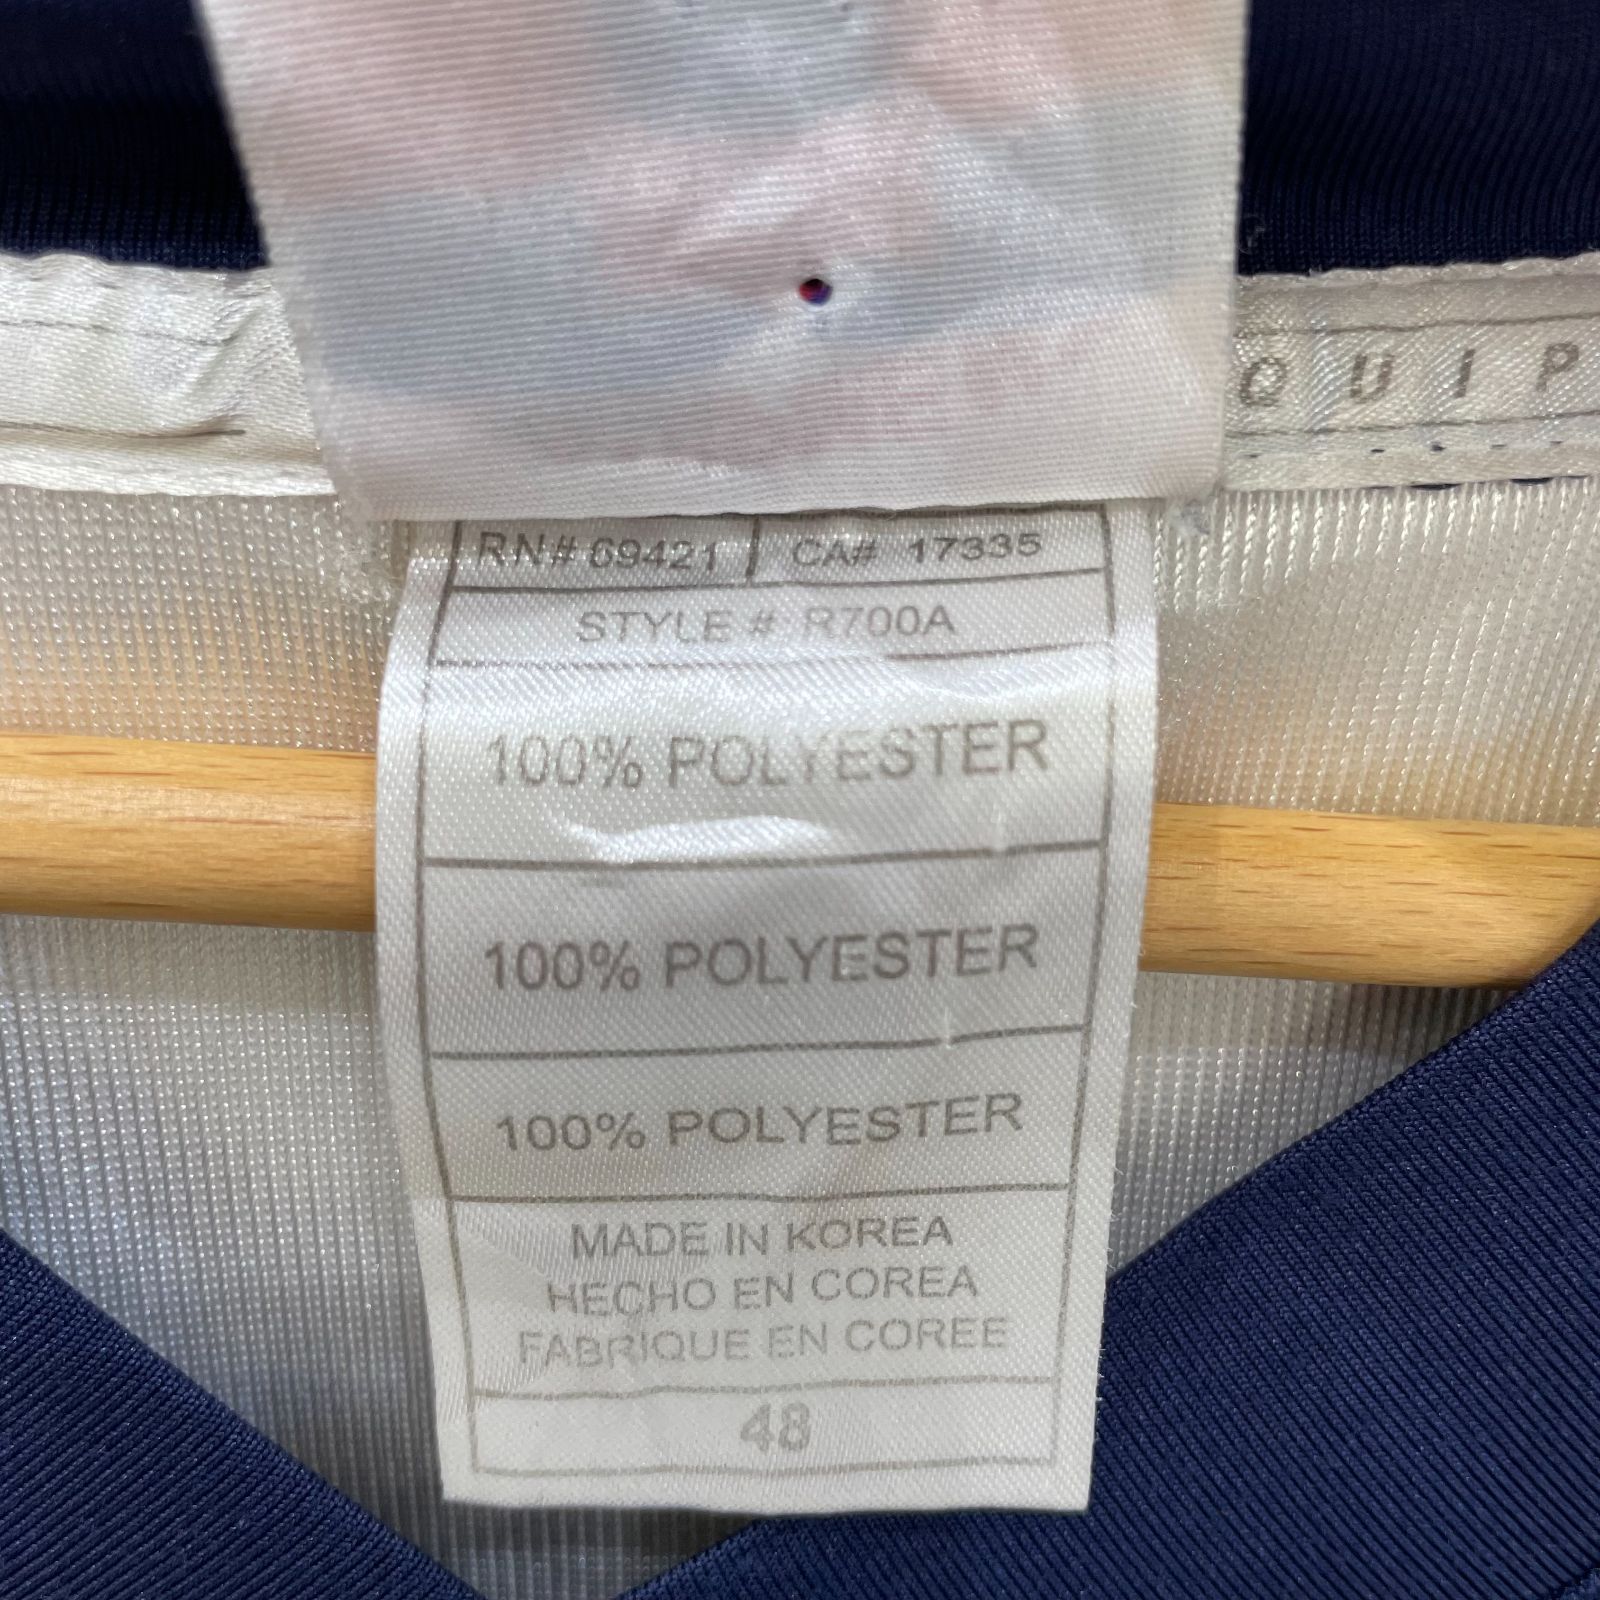 QUIP
RN# 69421 CA# 17335
STYLE # R700A
100% POLYESTER
100% POLYESTER
100% POLYESTER
MADE IN KOREA
HECHO EN COREA
FABRIQUE EN COREE
48